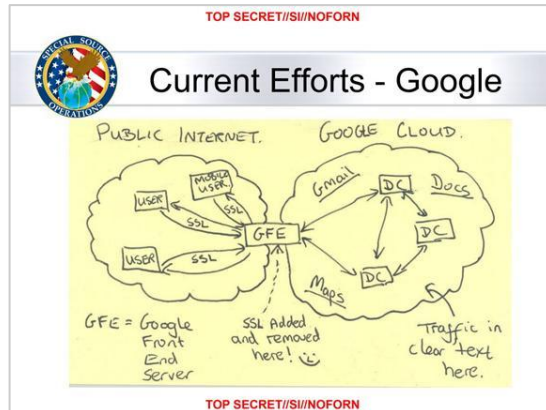 TOP SECRET//SI//NOFORN
SPECIAL SOURCE
OPERATIONS
Current Efforts - Google
PUBLIC INTERNET.
GOOGLE CLOUD.
MOBILE
USER
USER
SSL
SSL
USER
SSL
GFE
Gmail
DC
Docs
DC
DC
Maps
GFE = Google
Front
End
Server
SSL Added
and removed
here!
Traffic in
clear text
here.
TOP SECRET//SI//NOFORN